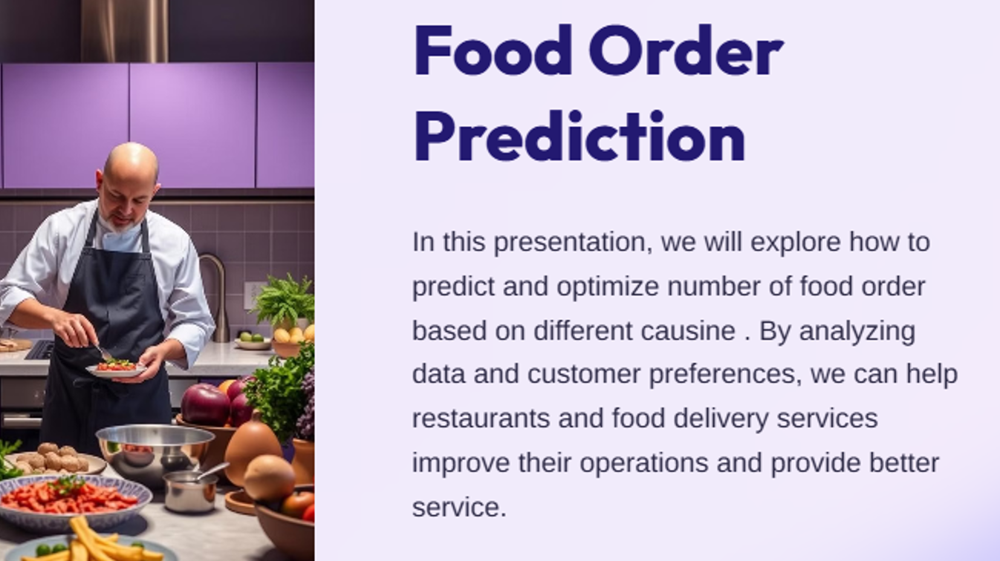 Food Order
Prediction
In this presentation, we will explore how to
predict and optimize number of food order
based on different causine . By analyzing
data and customer preferences, we can help
restaurants and food delivery services
improve their operations and provide better
service.